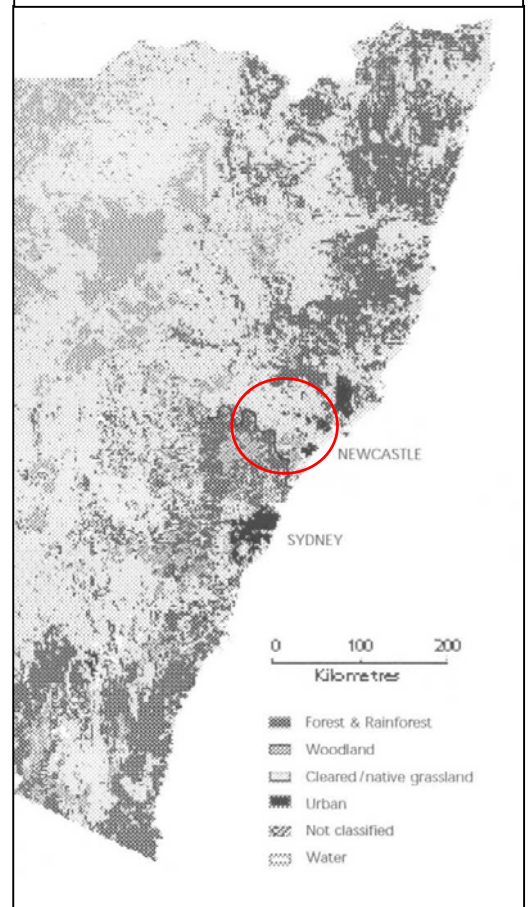 NEWCASTLE
SYDNEY
0 100 200
Kilometres
Forest & Rainforest
Woodland
Cleared/native grassland
Urban
Not classified
Water